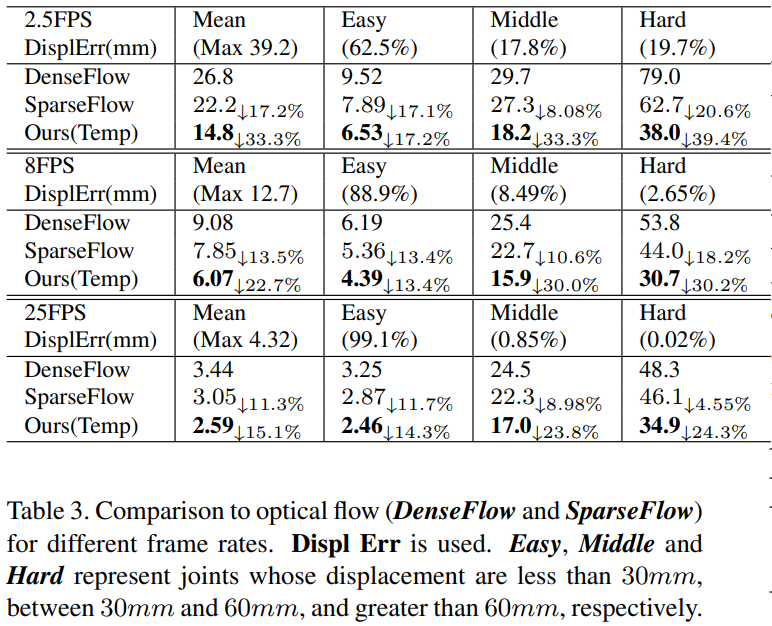 2.5FPS Mean Easy Middle Hard
DisplErr(mm) (Max 39.2) (62.5%) (17.8%) (19.7%)
DenseFlow 26.8 9.52 29.7 79.0
SparseFlow 22.2↓17.2% 7.89↓17.1% 27.3↓8.08% 62.7↓20.6%
Ours(Temp) 14.8↓33.3% 6.53↓17.2% 18.2↓33.3% 38.0↓39.4%
8FPS Mean Easy Middle Hard
DisplErr(mm) (Max 12.7) (88.9%) (8.49%) (2.65%)
DenseFlow 9.08 6.19 25.4 53.8
SparseFlow 7.85↓13.5% 5.36↓13.4% 22.7↓10.6% 44.0↓18.2%
Ours(Temp) 6.07↓22.7% 4.39↓13.4% 15.9↓30.0% 30.7↓30.2%
25FPS Mean Easy Middle Hard
DisplErr(mm) (Max 4.32) (99.1%) (0.85%) (0.02%)
DenseFlow 3.44 3.25 24.5 48.3
SparseFlow 3.05↓11.3% 2.87↓11.7% 22.3↓8.98% 46.1↓4.55%
Ours(Temp) 2.59↓15.1% 2.46↓14.3% 17.0↓23.8% 34.9↓24.3%
Table 3. Comparison to optical flow (DenseFlow and SparseFlow)
for different frame rates. Displ Err is used. Easy, Middle and
Hard represent joints whose displacement are less than 30mm,
between 30mm and 60mm, and greater than 60mm, respectively.